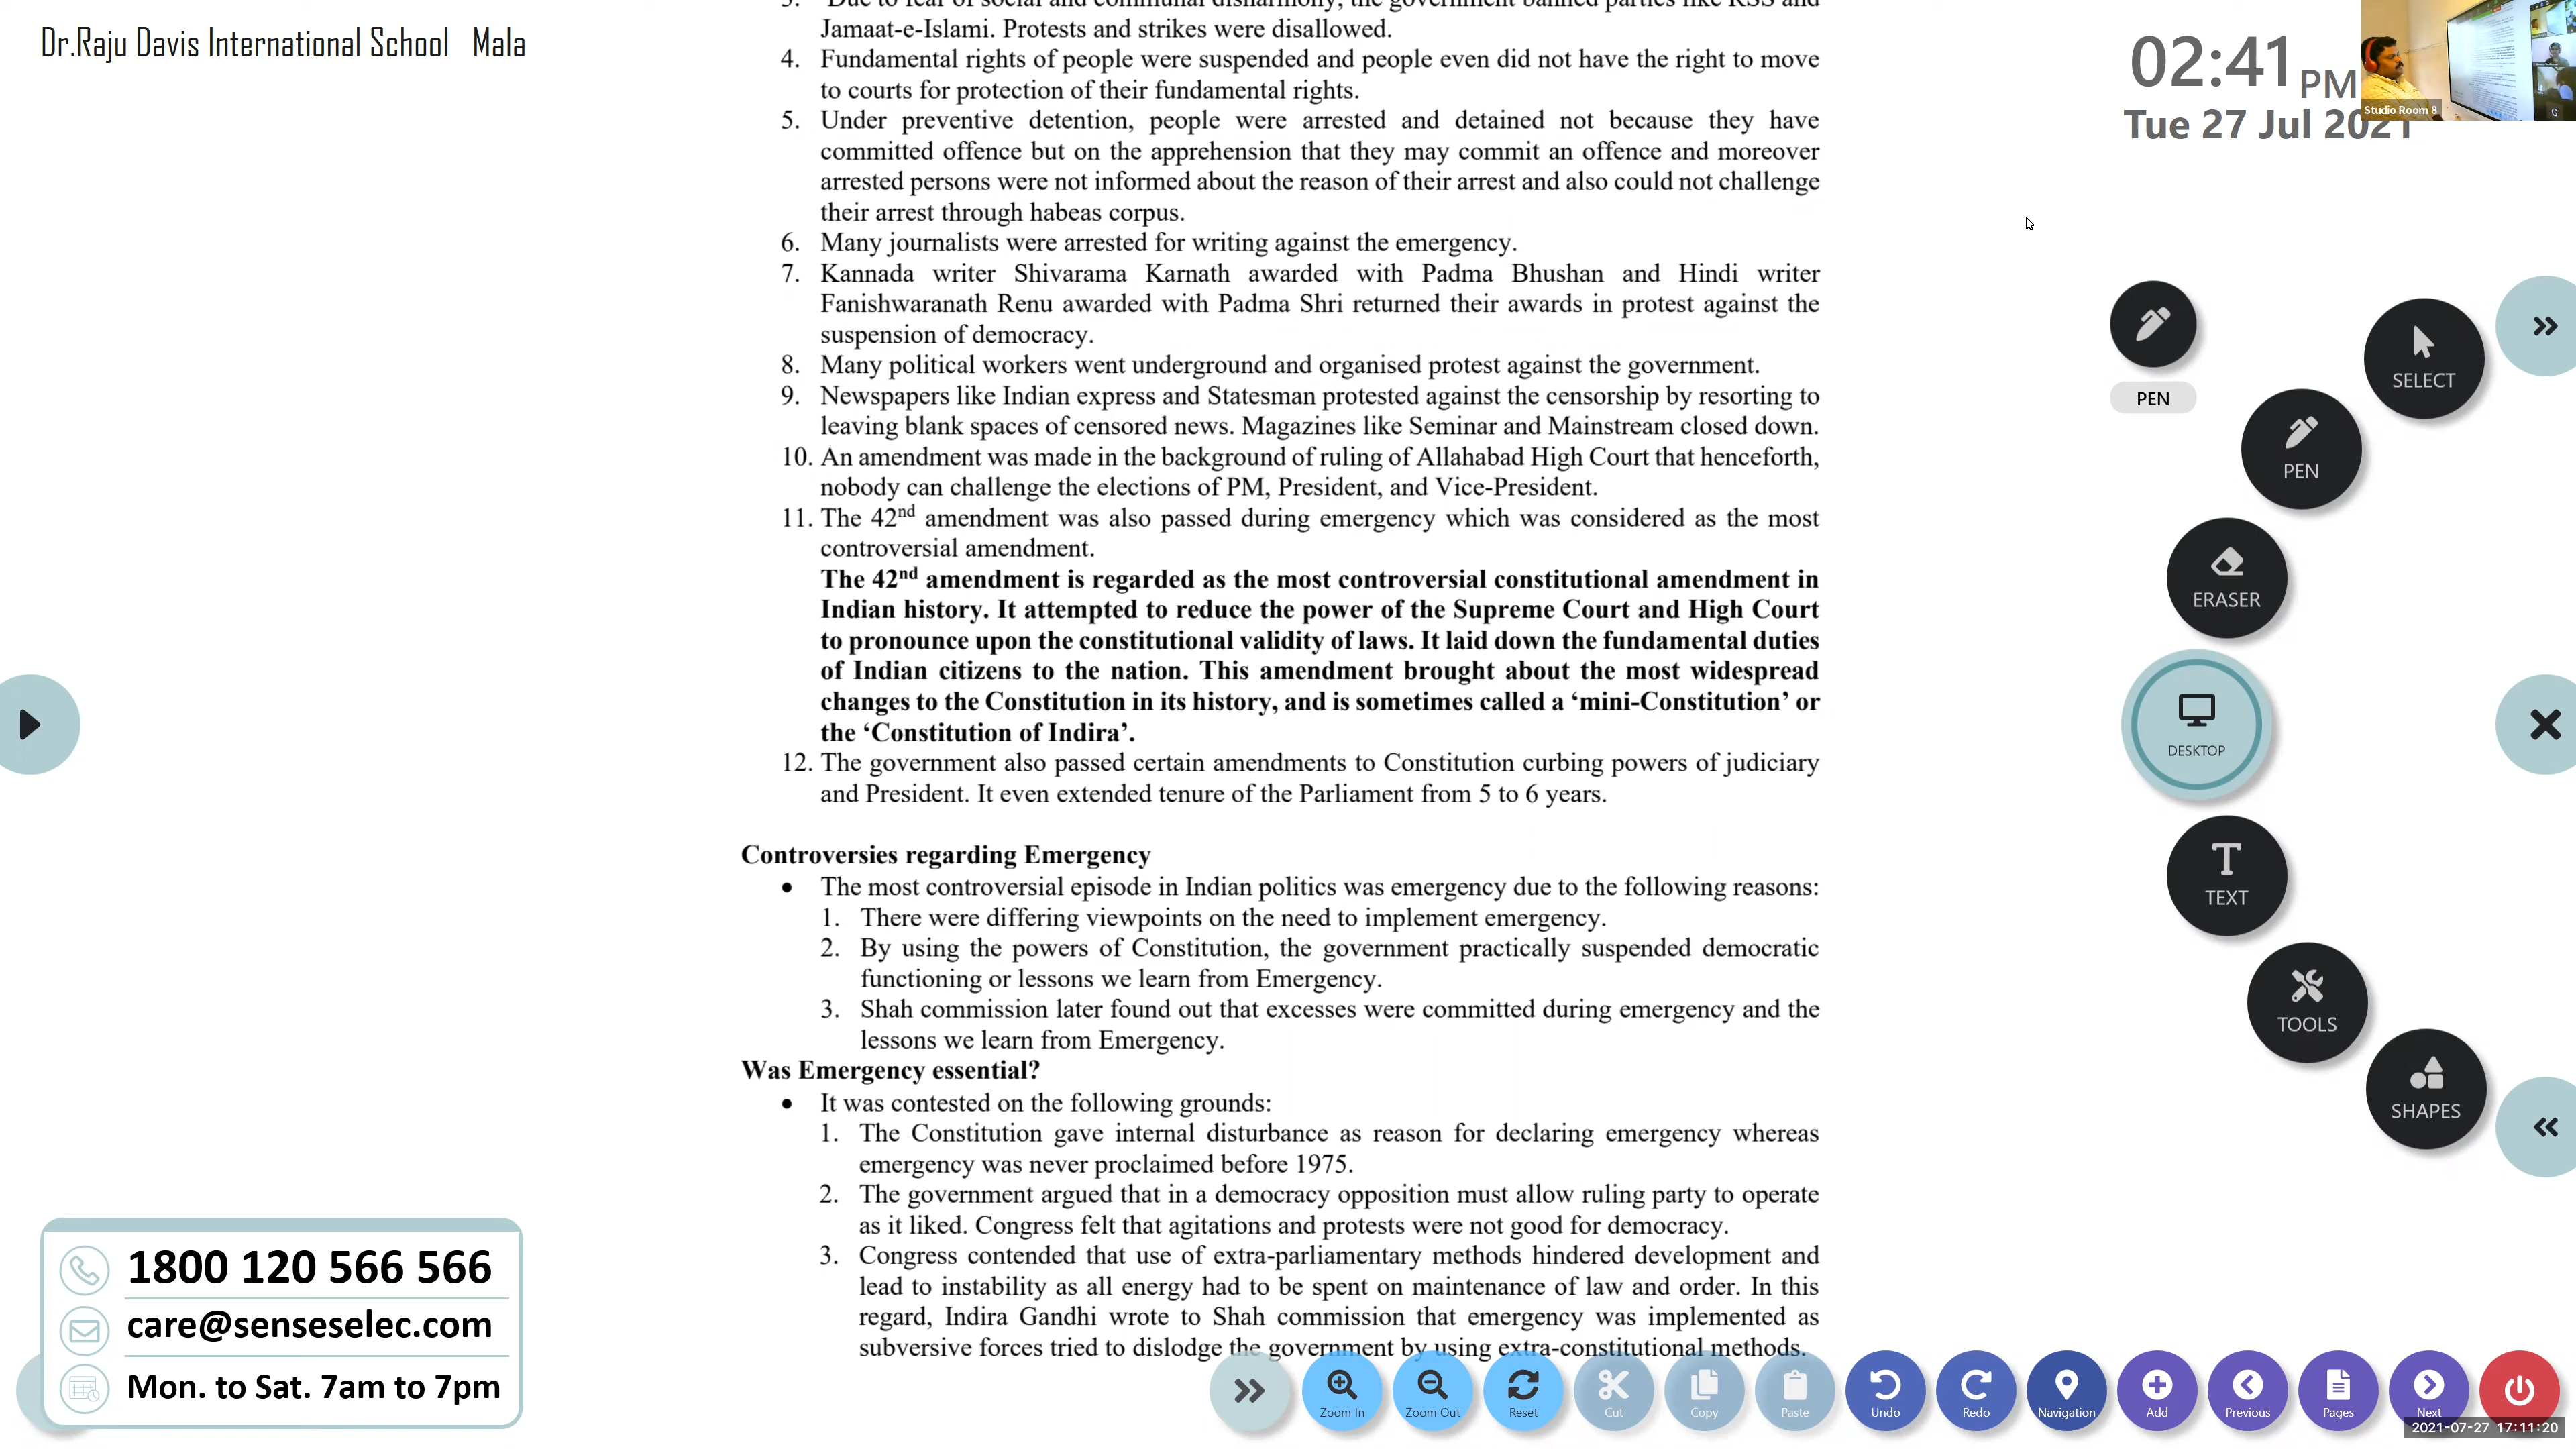 Dr.Raju Davis International School Mala
3. Due to fear of social and communal disharmony, the government banned parties like RSS and
Jamaat-e-Islami. Protests and strikes were disallowed.
4. Fundamental rights of people were suspended and people even did not have the right to move
to courts for protection of their fundamental rights.
5. Under preventive detention, people were arrested and detained not because they have
committed offence but on the apprehension that they may commit an offence and moreover
arrested persons were not informed about the reason of their arrest and also could not challenge
their arrest through habeas corpus.
6. Many journalists were arrested for writing against the emergency.
7. Kannada writer Shivarama Karnath awarded with Padma Bhushan and Hindi writer
Fanishwaranath Renu awarded with Padma Shri returned their awards in protest against the
suspension of democracy.
8. Many political workers went underground and organised protest against the government.
9. Newspapers like Indian express and Statesman protested against the censorship by resorting to
leaving blank spaces of censored news. Magazines like Seminar and Mainstream closed down.
10. An amendment was made in the background of ruling of Allahabad High Court that henceforth,
nobody can challenge the elections of PM, President, and Vice-President.
11. The 42nd amendment was also passed during emergency which was considered as the most
controversial amendment.
The 42nd amendment is regarded as the most controversial constitutional amendment in
Indian history. It attempted to reduce the power of the Supreme Court and High Court
to pronounce upon the constitutional validity of laws. It laid down the fundamental duties
of Indian citizens to the nation. This amendment brought about the most widespread
changes to the Constitution in its history, and is sometimes called a ‘mini-Constitution’ or
the ‘Constitution of Indira’.
12. The government also passed certain amendments to Constitution curbing powers of judiciary
and President. It even extended tenure of the Parliament from 5 to 6 years.
Controversies regarding Emergency
• The most controversial episode in Indian politics was emergency due to the following reasons:
1. There were differing viewpoints on the need to implement emergency.
2. By using the powers of Constitution, the government practically suspended democratic
functioning or lessons we learn from Emergency.
3. Shah commission later found out that excesses were committed during emergency and the
lessons we learn from Emergency.
Was Emergency essential?
• It was contested on the following grounds:
1. The Constitution gave internal disturbance as reason for declaring emergency whereas
emergency was never proclaimed before 1975.
2. The government argued that in a democracy opposition must allow ruling party to operate
as it liked. Congress felt that agitations and protests were not good for democracy.
3. Congress contended that use of extra-parliamentary methods hindered development and
lead to instability as all energy had to be spent on maintenance of law and order. In this
regard, Indira Gandhi wrote to Shah commission that emergency was implemented as
subversive forces tried to dislodge the government by using extra-constitutional methods.
02:41 PM
Tue 27 Jul 2021
Studio Room 8
G
PEN
SELECT
PEN
ERASER
DESKTOP
TEXT
TOOLS
SHAPES
1800 120 566 566
care@senseselec.com
Mon. to Sat. 7am to 7pm
Zoom In
Zoom Out
Reset
Cut
Copy
Paste
Undo
Redo
Navigation
Add
Previous
Pages
Next
2021-07-27 17:11:20